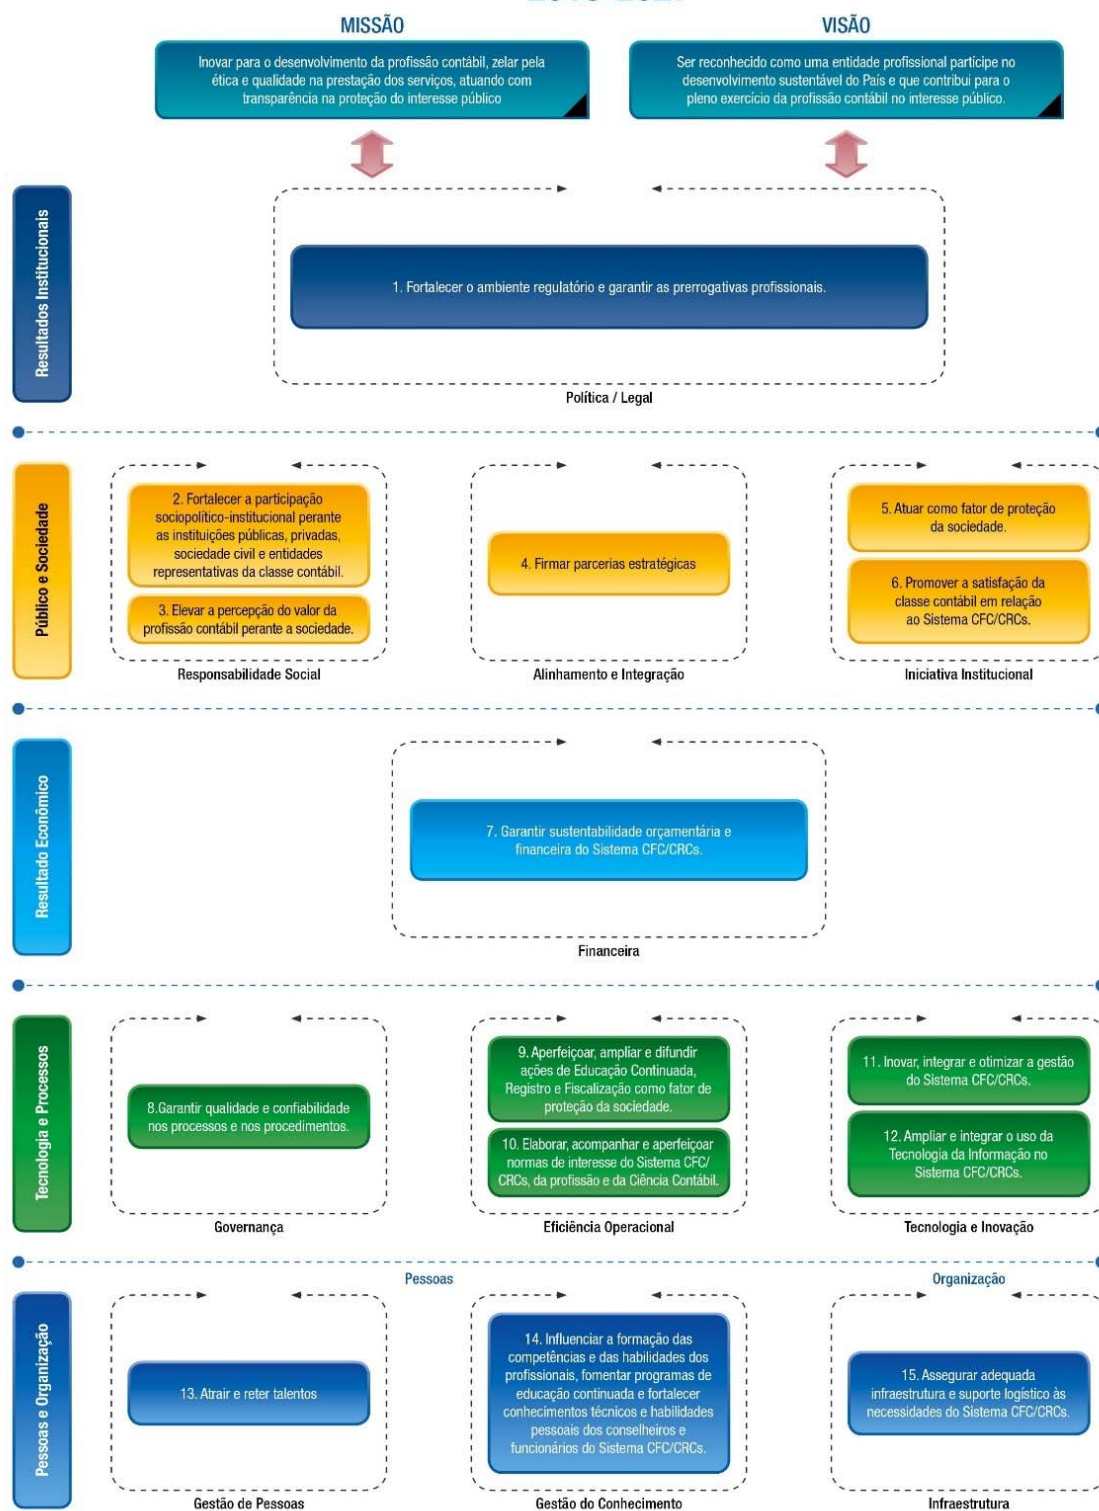 MISSÃO
Inovar para o desenvolvimento da profissão contábil, zelar pela
ética e qualidade na prestação dos serviços, atuando com
transparência na proteção do interesse público
VISÃO
Ser reconhecido como uma entidade profissional partícipe no
desenvolvimento sustentável do País e que contribui para o
pleno exercício da profissão contábil no interesse público.
Resultados Institucionais
1. Fortalecer o ambiente regulatório e garantir as prerrogativas profissionais.
Política / Legal
Público e Sociedade
2. Fortalecer a participação
sociopolítico-institucional perante
as instituições públicas, privadas,
sociedade civil e entidades
representativas da classe contábil.
3. Elevar a percepção do valor da
profissão contábil perante a sociedade.
Responsabilidade Social
4. Firmar parcerias estratégicas
Alinhamento e Integração
5. Atuar como fator de proteção
da sociedade.
6. Promover a satisfação da
classe contábil em relação
ao Sistema CFC/CRCs.
Iniciativa Institucional
Resultado Econômico
7. Garantir sustentabilidade orçamentária e
financeira do Sistema CFC/CRCs.
Financeira
Tecnologia e Processos
8.Garantir qualidade e confiabilidade
nos processos e nos procedimentos.
Governança
9. Aperfeiçoar, ampliar e difundir
ações de Educação Continuada,
Registro e Fiscalização como fator de
proteção da sociedade.
10. Elaborar, acompanhar e aperfeiçoar
normas de interesse do Sistema CFC/
CRCs, da profissão e da Ciência Contábil.
Eficiência Operacional
11. Inovar, integrar e otimizar a gestão
do Sistema CFC/CRCs.
12. Ampliar e integrar o uso da
Tecnologia da Informação no
Sistema CFC/CRCs.
Tecnologia e Inovação
Pessoas e Organização
Pessoas
13. Atrair e reter talentos
Gestão de Pessoas
14. Influenciar a formação das
competências e das habilidades dos
profissionais, fomentar programas de
educação continuada e fortalecer
conhecimentos técnicos e habilidades
pessoais dos conselheiros e
funcionários do Sistema CFC/CRCs.
Gestão do Conhecimento
Organização
15. Assegurar adequada
infraestrutura e suporte logístico às
necessidades do Sistema CFC/CRCs.
Infraestrutura